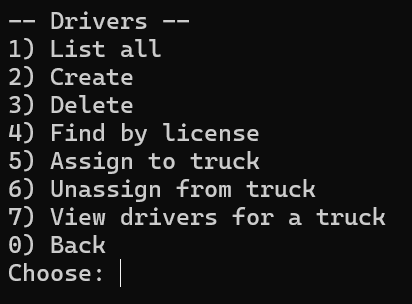 -- Drivers --
1) List all
2) Create
3) Delete
4) Find by license
5) Assign to truck
6) Unassign from truck
7) View drivers for a truck
0) Back
Choose: